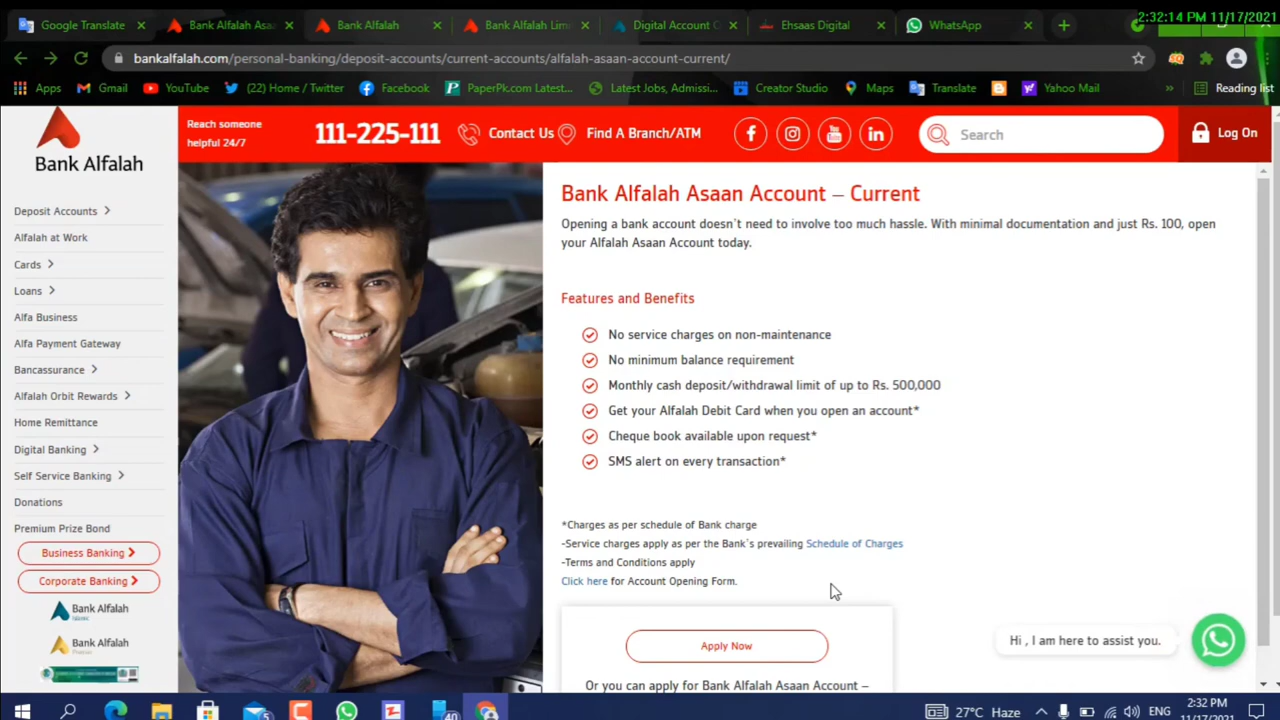 2:32:14 PM 11/17/2021
Google Translate
Bank Alfalah Asa
Bank Alfalah
Bank Alfalah Lim
Digital Account C
Ehsaas Digital
WhatsApp
bankalfalah.com/personal-banking/deposit-accounts/current-accounts/alfalah-asaan-account-current/
Apps
Gmail
YouTube
(22) Home / Twitter
Facebook
PaperPk.com Latest...
Latest Jobs, Admissi...
Creator Studio
Maps
Translate
Yahoo Mail
»
Reading list
Bank Alfalah
Reach someone
helpful 24/7
111-225-111
Contact Us
Find A Branch/ATM
Search
Log On
Deposit Accounts
Alfalah at Work
Cards
Loans
Alfa Business
Alfa Payment Gateway
Bancassurance
Alfalah Orbit Rewards
Home Remittance
Digital Banking
Self Service Banking
Donations
Premium Prize Bond
Business Banking
Corporate Banking
Bank Alfalah
Islamic
Bank Alfalah
Premier
Bank Alfalah Asaan Account – Current
Opening a bank account doesn't need to involve too much hassle. With minimal documentation and just Rs. 100, open
your Alfalah Asaan Account today.
Features and Benefits
No service charges on non-maintenance
No minimum balance requirement
Monthly cash deposit/withdrawal limit of up to Rs. 500,000
Get your Alfalah Debit Card when you open an account*
Cheque book available upon request*
SMS alert on every transaction*
*Charges as per schedule of Bank charge
-Service charges apply as per the Bank's prevailing Schedule of Charges
-Terms and Conditions apply
Click here for Account Opening Form.
Apply Now
Or you can apply for Bank Alfalah Asaan Account –
Hi , I am here to assist you.
5
40
27°C Haze
ENG
2:32 PM
11/17/2021